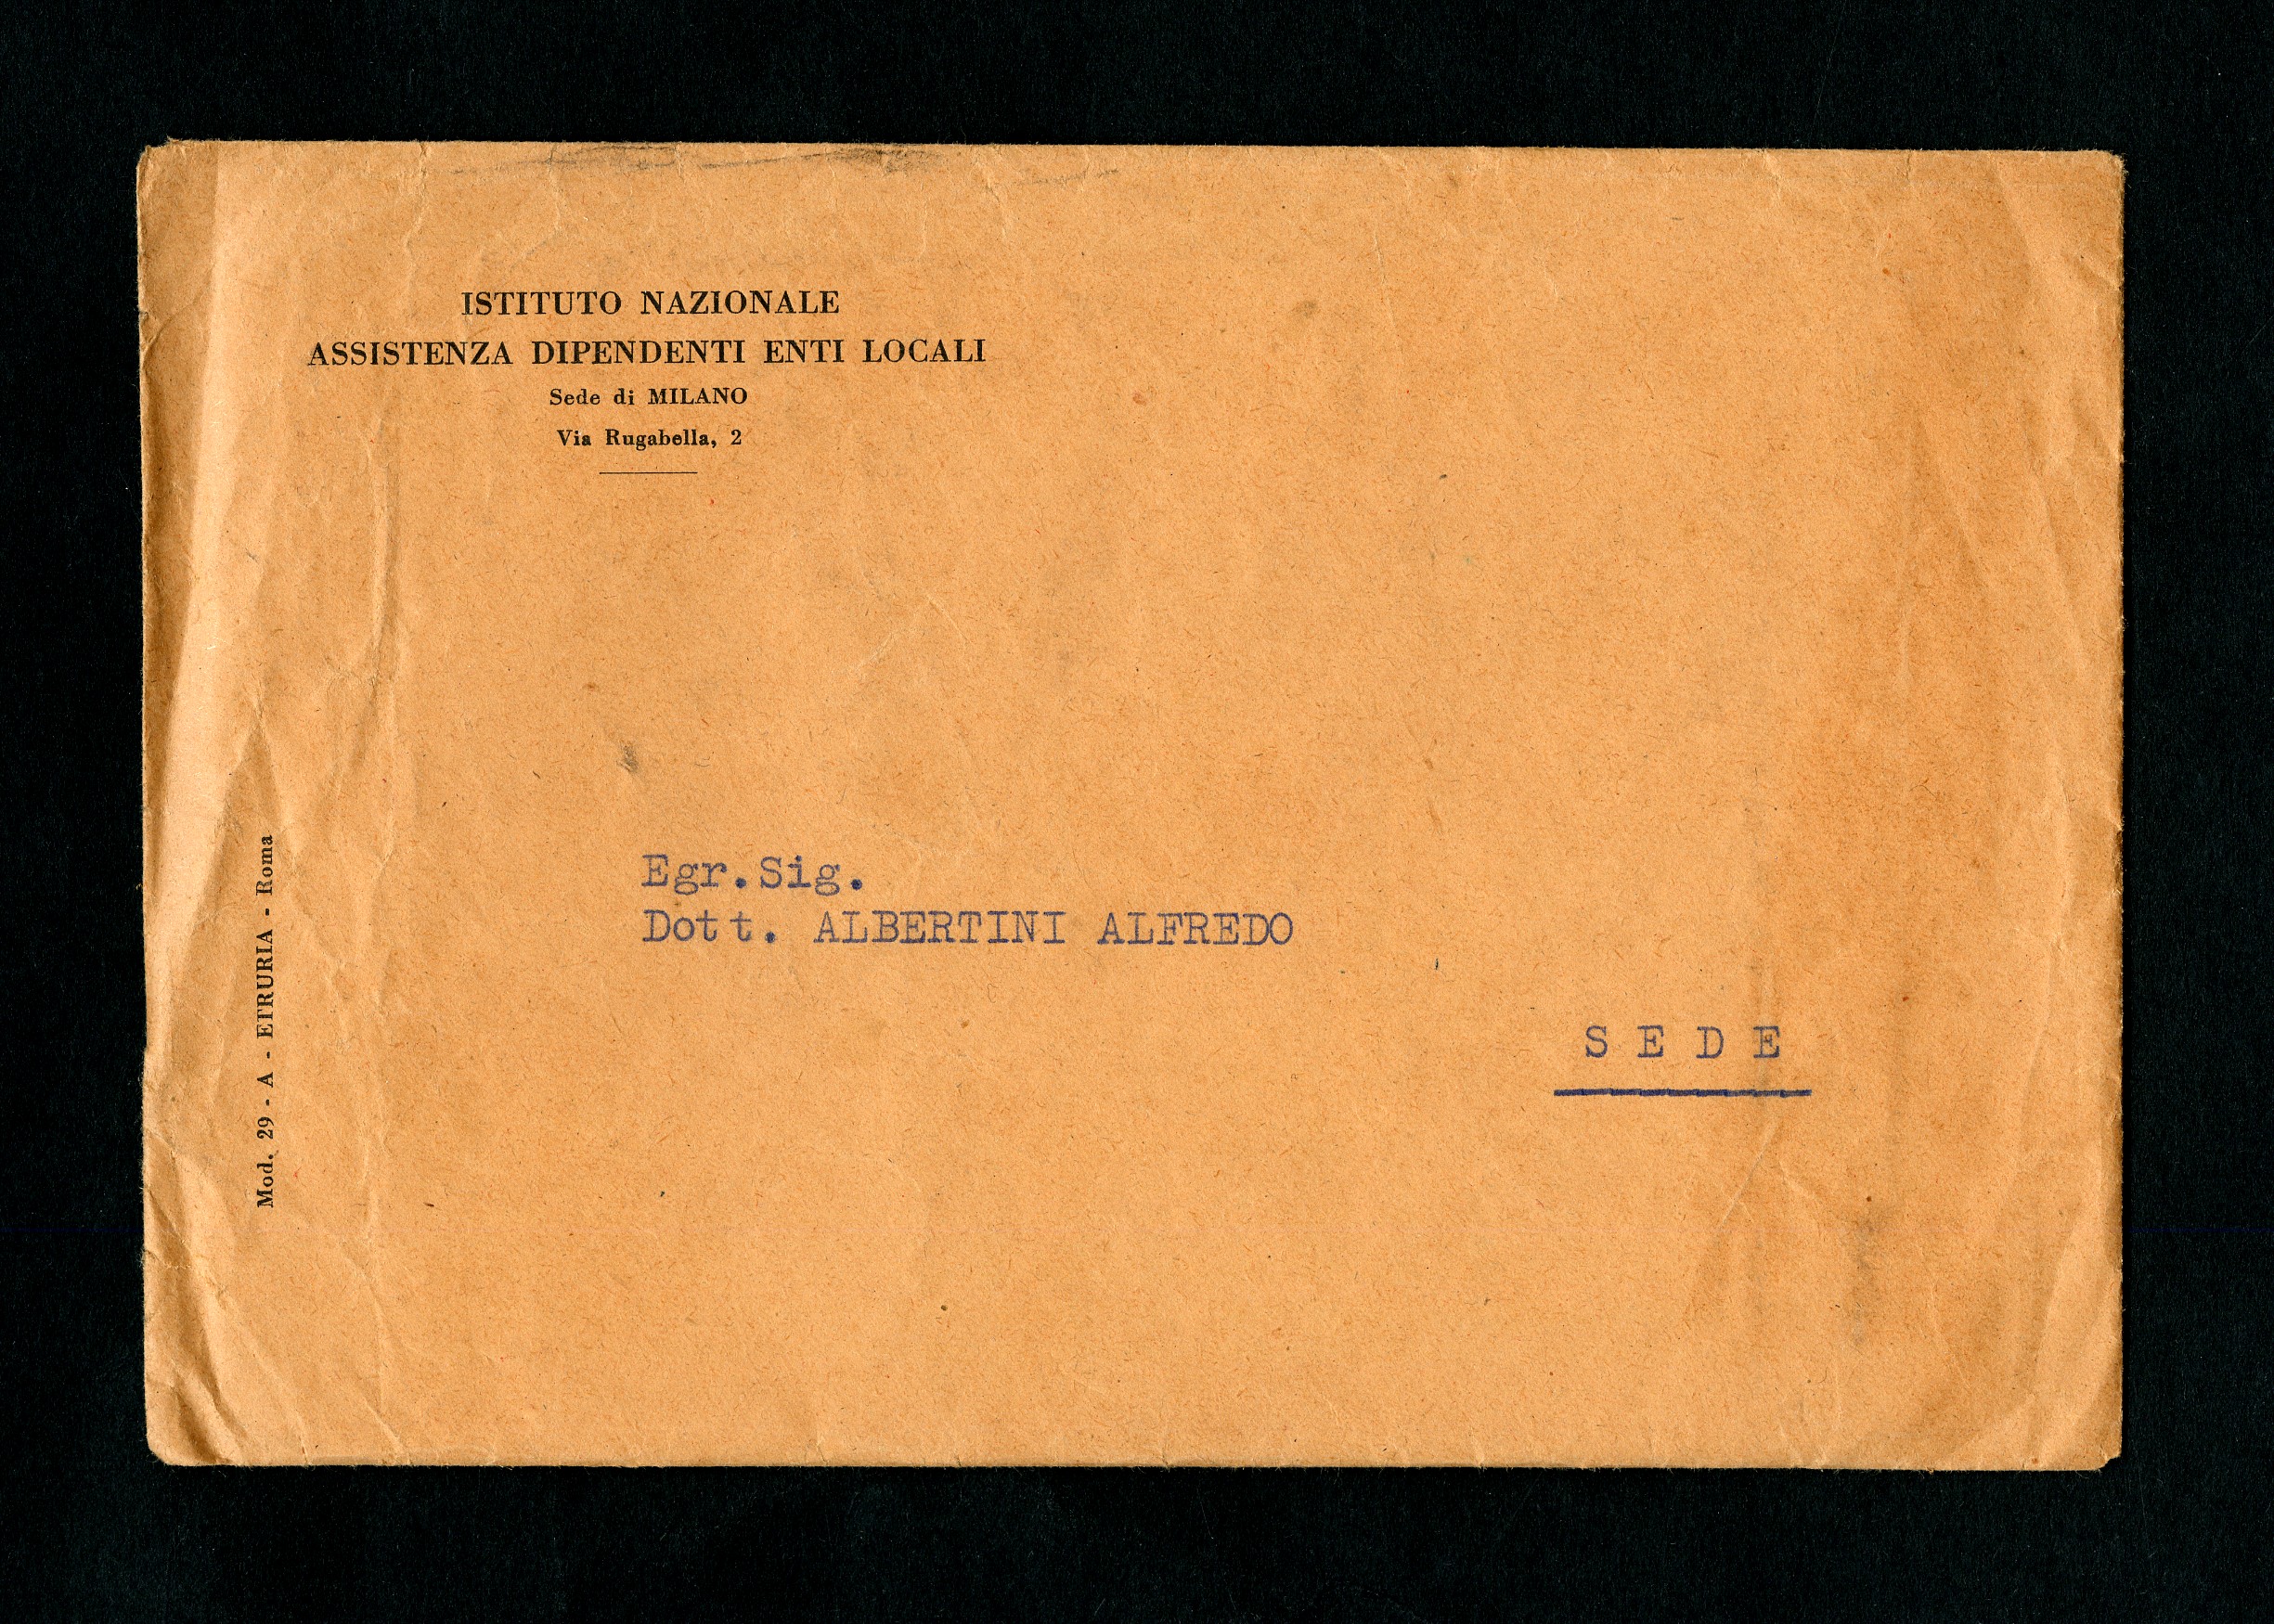 ISTITUTO NAZIONALE
ASSISTENZA DIPENDENTI ENTI LOCALI
Sede di MILANO
Via Rugabella, 2
Egr.Sig.
Dott. ALBERTINI ALFREDO
S E D E
Mod. 29 - A - ETRURIA - Roma